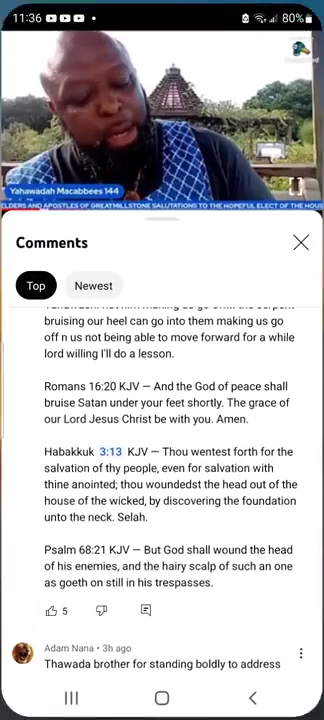 11:36
80%
Yahawadah Macabbees 144
ELDERS AND APOSTLES OF GREATMILLSTONE SALUTATIONS TO THE HOPEFUL ELECT OF THE HOUS
Comments
Top
Newest
bruising our heel can go into them making us go
off n us not being able to move forward for a while
lord willing I'll do a lesson.
Romans 16:20 KJV — And the God of peace shall
bruise Satan under your feet shortly. The grace of
our Lord Jesus Christ be with you. Amen.
Habakkuk 3:13 KJV — Thou wentest forth for the
salvation of thy people, even for salvation with
thine anointed; thou woundedst the head out of the
house of the wicked, by discovering the foundation
unto the neck. Selah.
Psalm 68:21 KJV — But God shall wound the head
of his enemies, and the hairy scalp of such an one
as goeth on still in his trespasses.
5
Adam Nana • 3h ago
Thawada brother for standing boldly to address